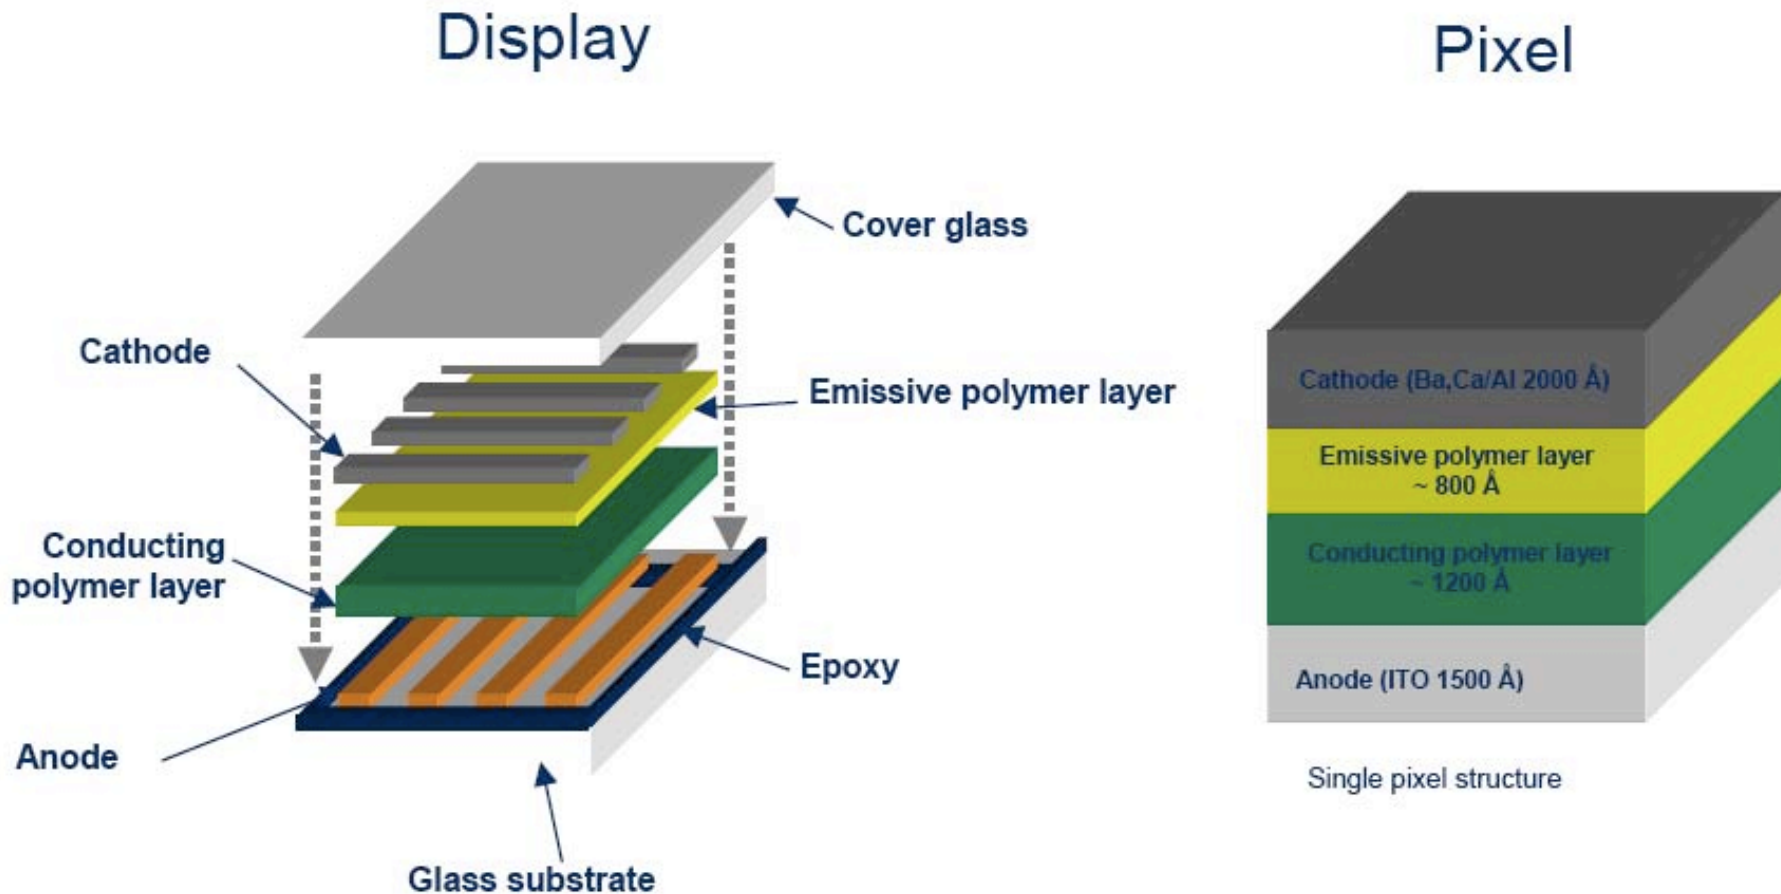 Display
Pixel
Cover glass
Cathode
Emissive polymer layer
Conducting
polymer layer
Epoxy
Anode
Glass substrate
Cathode (Ba,Ca/Al 2000 Å)
Emissive polymer layer
~ 800 Å
Conducting polymer layer
~ 1200 Å
Anode (ITO 1500 Å)
Single pixel structure